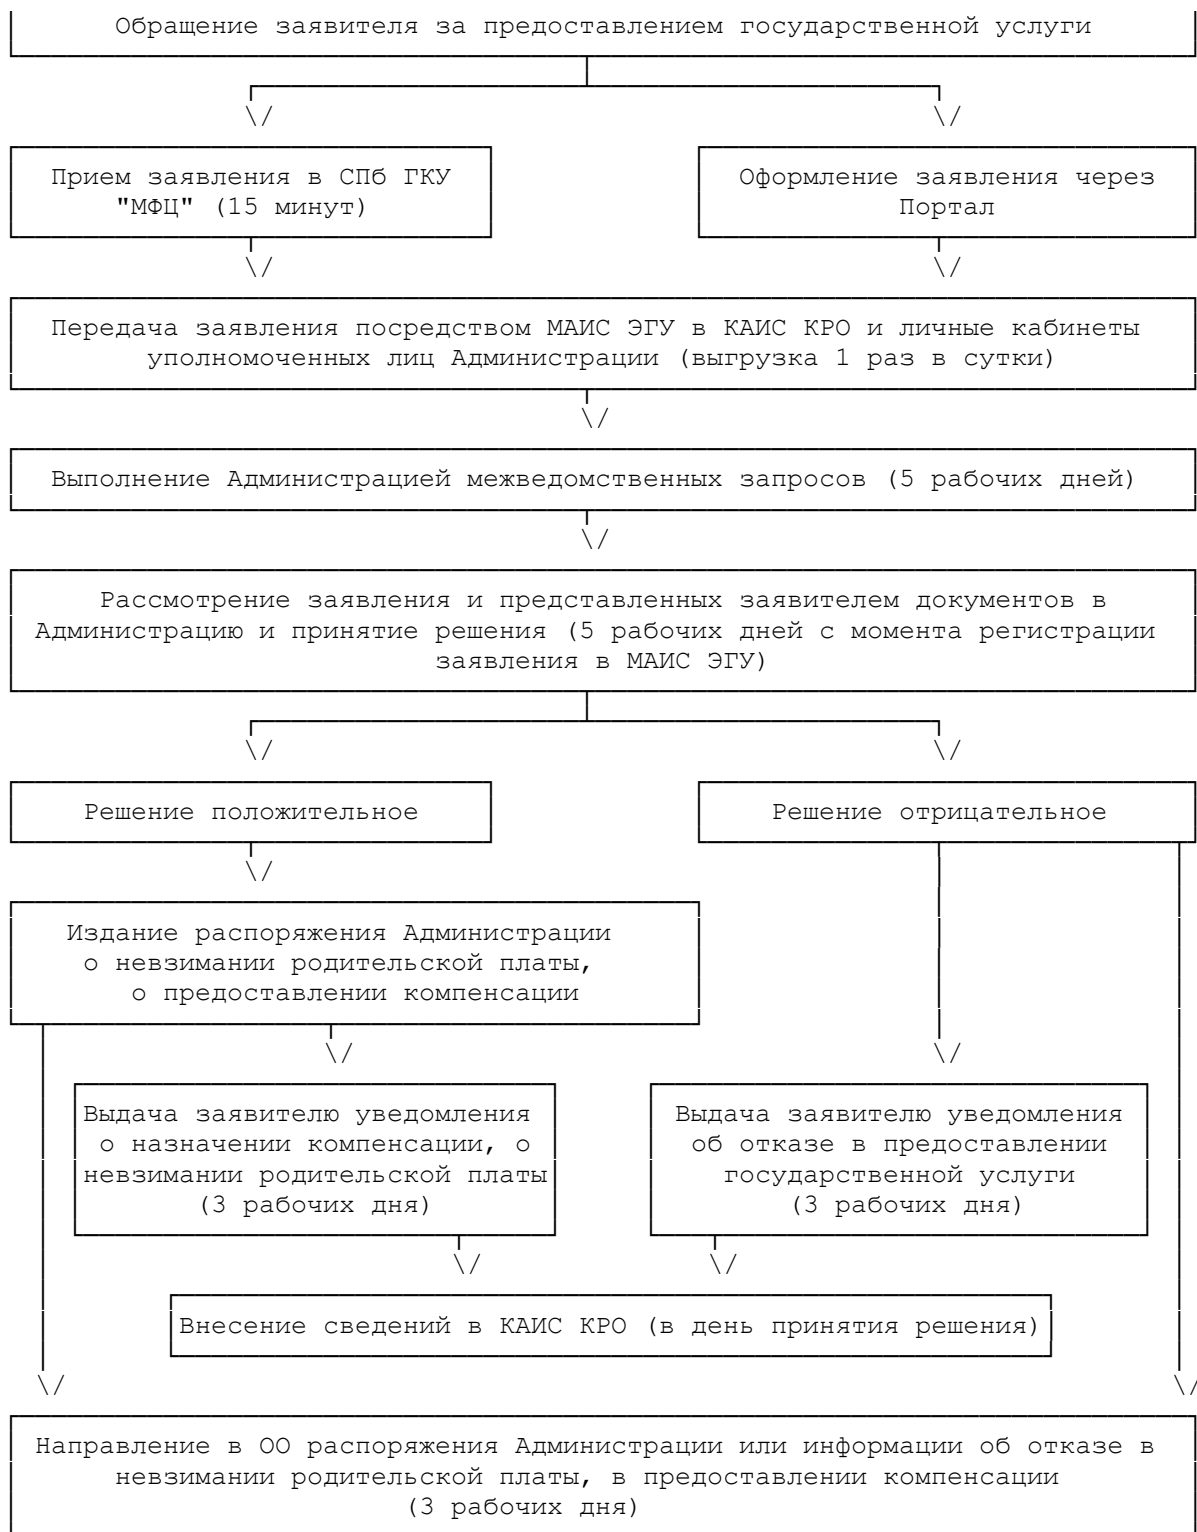 Обращение заявителя за предоставлением государственной услуги
Прием заявления в СПб ГКУ
"МФЦ" (15 минут)
Оформление заявления через
Портал
Передача заявления посредством МАИС ЭГУ в КАИС КРО и личные кабинеты
уполномоченных лиц Администрации (выгрузка 1 раз в сутки)
Выполнение Администрацией межведомственных запросов (5 рабочих дней)
Рассмотрение заявления и представленных заявителем документов в
Администрацию и принятие решения (5 рабочих дней с момента регистрации
заявления в МАИС ЭГУ)
Решение положительное
Решение отрицательное
Издание распоряжения Администрации
о невзимании родительской платы,
о предоставлении компенсации
Выдача заявителю уведомления
о назначении компенсации, о
невзимании родительской платы
(3 рабочих дня)
Выдача заявителю уведомления
об отказе в предоставлении
государственной услуги
(3 рабочих дня)
Внесение сведений в КАИС КРО (в день принятия решения)
Направление в ОО распоряжения Администрации или информации об отказе в
невзимании родительской платы, в предоставлении компенсации
(3 рабочих дня)